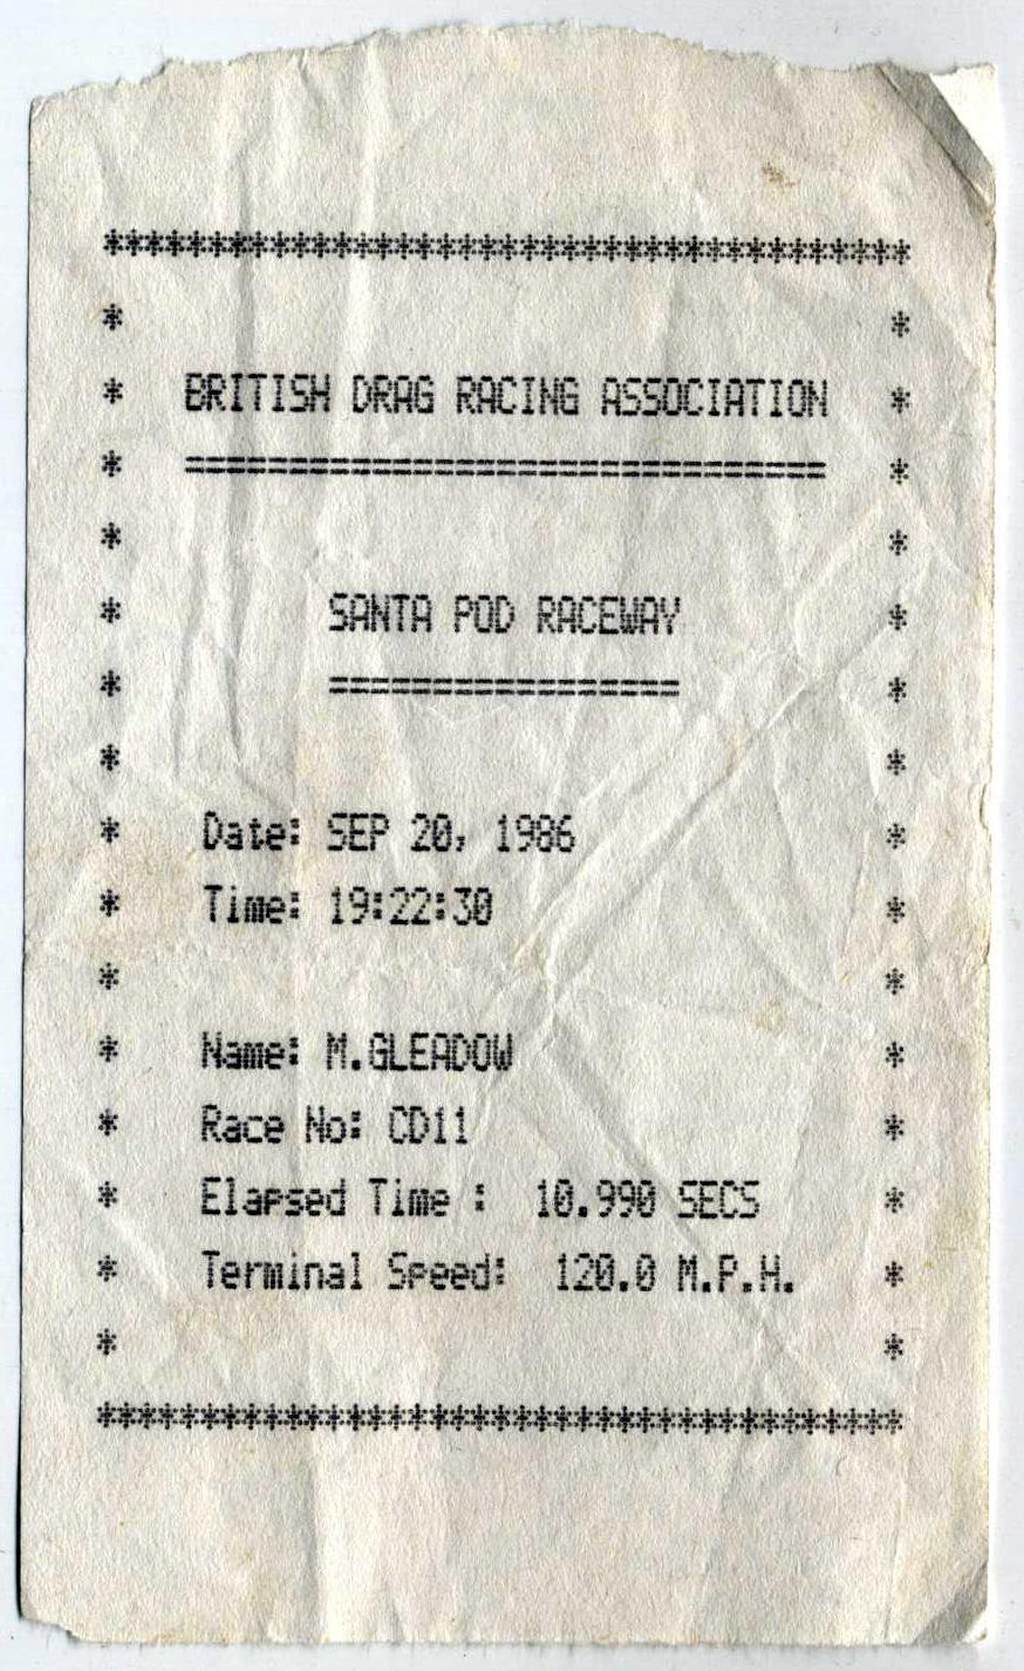 ***************************************
* *
* BRITISH DRAG RACING ASSOCIATION *
* =============================== *
* *
* SANTA POD RACEWAY *
* ================= *
* *
* Date: SEP 20, 1986 *
* Time: 19:22:30 *
* *
* Name: M.GLEADOW *
* Race No: CD11 *
* Elapsed Time : 10.990 SECS *
* Terminal Speed: 120.0 M.P.H. *
* *
***************************************